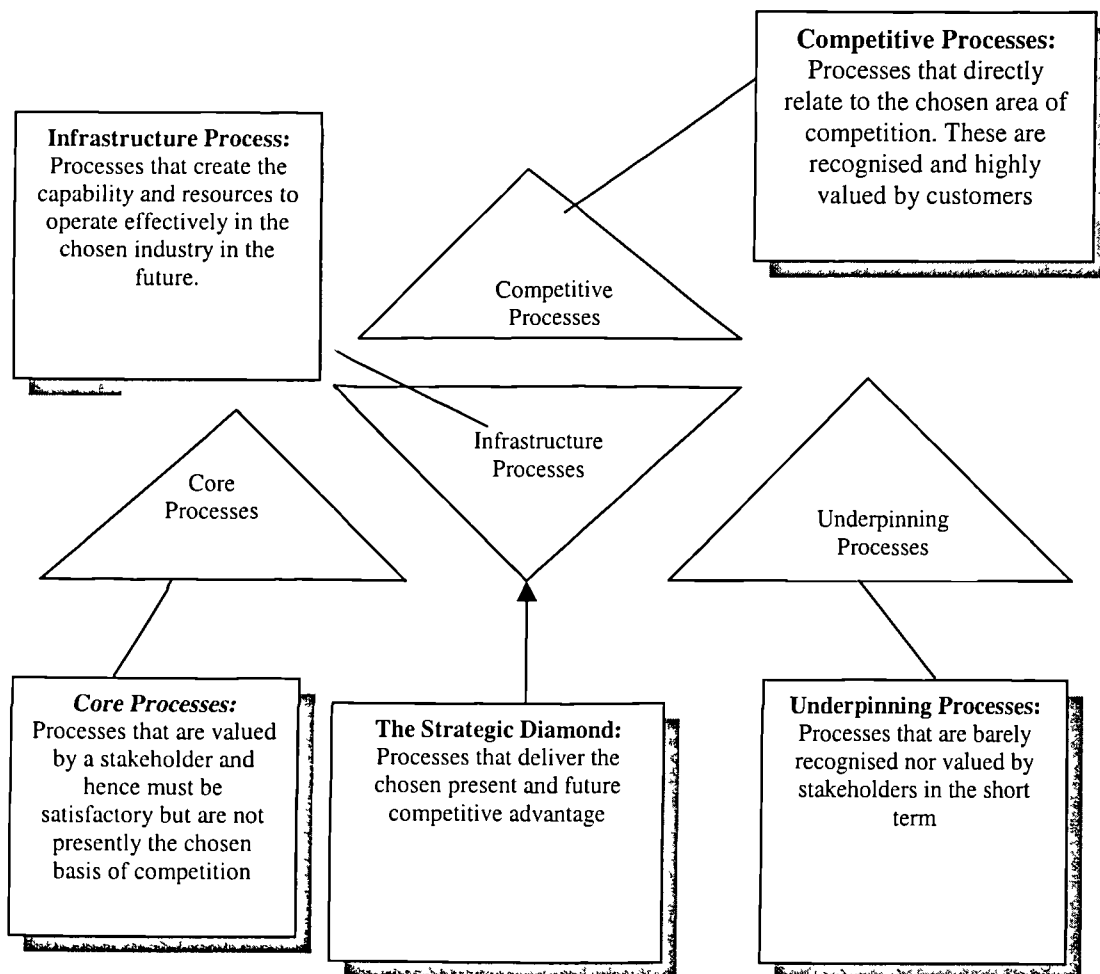 Competitive Processes:
Processes that directly
relate to the chosen area of
competition. These are
recognised and highly
valued by customers
Infrastructure Process:
Processes that create the
capability and resources to
operate effectively in the
chosen industry in the
future.
Competitive
Processes
Infrastructure
Processes
Core
Processes
Underpinning
Processes
Core Processes:
Processes that are valued
by a stakeholder and
hence must be
satisfactory but are not
presently the chosen
basis of competition
The Strategic Diamond:
Processes that deliver the
chosen present and future
competitive advantage
Underpinning Processes:
Processes that are barely
recognised nor valued by
stakeholders in the short
term